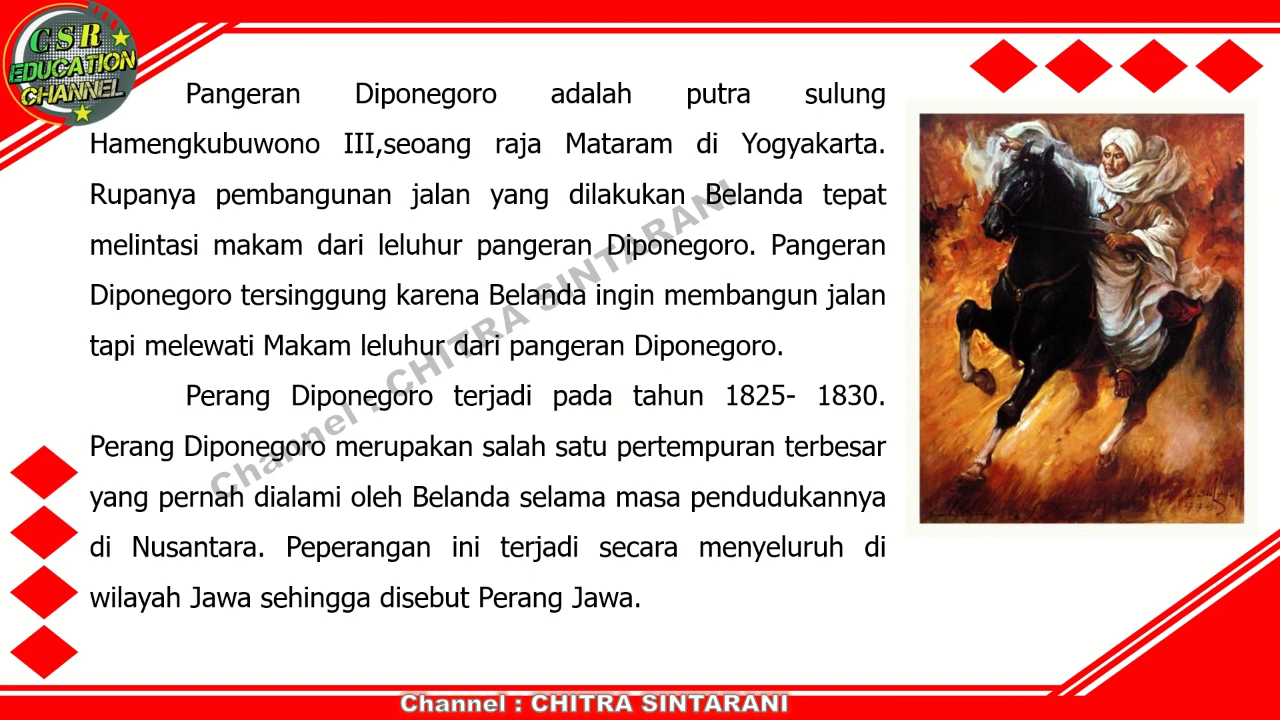 CSR
EDUCATION
CHANNEL
Pangeran Diponegoro adalah putra sulung
Hamengkubuwono III,seoang raja Mataram di Yogyakarta.
Rupanya pembangunan jalan yang dilakukan Belanda tepat
melintasi makam dari leluhur pangeran Diponegoro. Pangeran
Diponegoro tersinggung karena Belanda ingin membangun jalan
tapi melewati Makam leluhur dari pangeran Diponegoro.
Perang Diponegoro terjadi pada tahun 1825- 1830.
Perang Diponegoro merupakan salah satu pertempuran terbesar
yang pernah dialami oleh Belanda selama masa pendudukannya
di Nusantara. Peperangan ini terjadi secara menyeluruh di
wilayah Jawa sehingga disebut Perang Jawa.
Channel : CHITRA SINTARANI
Channel : CHITRA SINTARANI